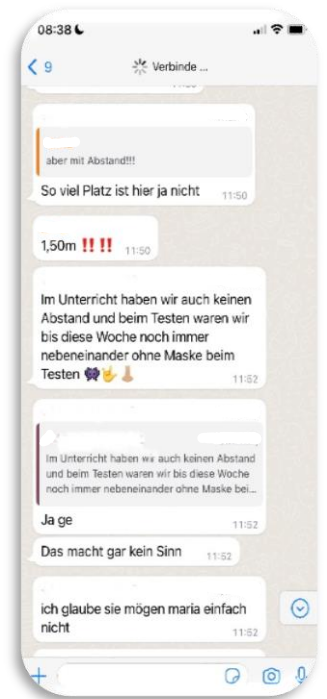 08:38
9
Verbinde ...
aber mit Abstand!!!
So viel Platz ist hier ja nicht 11:50
1,50m ‼️‼️ 11:50
Im Unterricht haben wir auch keinen
Abstand und beim Testen waren wir
bis diese Woche noch immer
nebeneinander ohne Maske beim
Testen 11:52
Im Unterricht haben wir auch keinen Abstand
und beim Testen waren wir bis diese Woche
noch immer nebeneinander ohne Maske bei...
Ja ge 11:52
Das macht gar kein Sinn 11:52
ich glaube sie mögen maria einfach
nicht 11:52